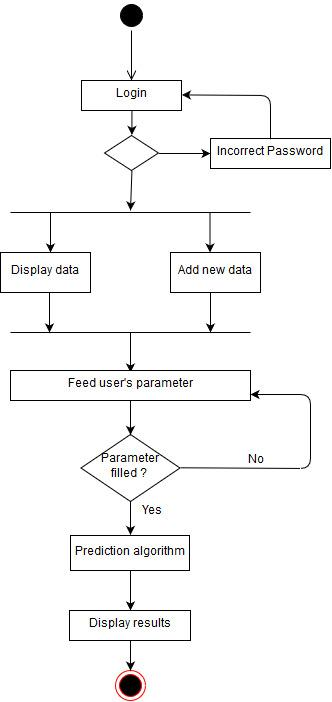 Login
Incorrect Password
Display data
Add new data
Feed user's parameter
Parameter
filled ?
No
Yes
Prediction algorithm
Display results